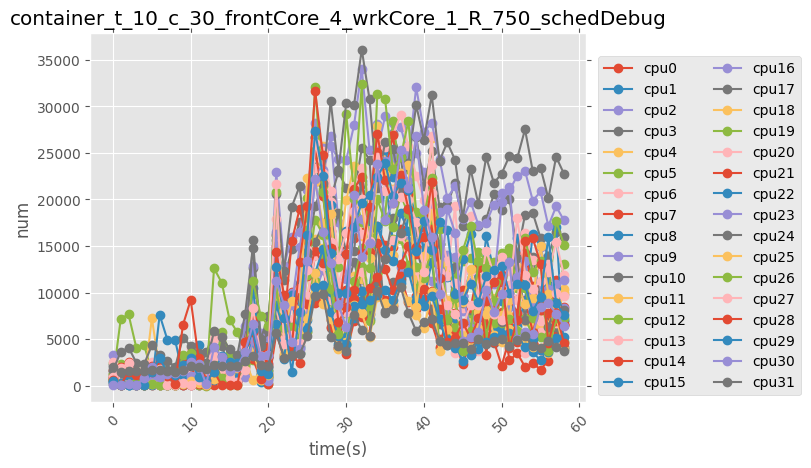 container_t_10_c_30_frontCore_4_wrkCore_1_R_750_schedDebug
35000
30000
25000
20000
15000
10000
5000
0
num
0
10
20
30
40
50
60
time(s)
cpu0
cpu1
cpu2
cpu3
cpu4
cpu5
cpu6
cpu7
cpu8
cpu9
cpu10
cpu11
cpu12
cpu13
cpu14
cpu15
cpu16
cpu17
cpu18
cpu19
cpu20
cpu21
cpu22
cpu23
cpu24
cpu25
cpu26
cpu27
cpu28
cpu29
cpu30
cpu31